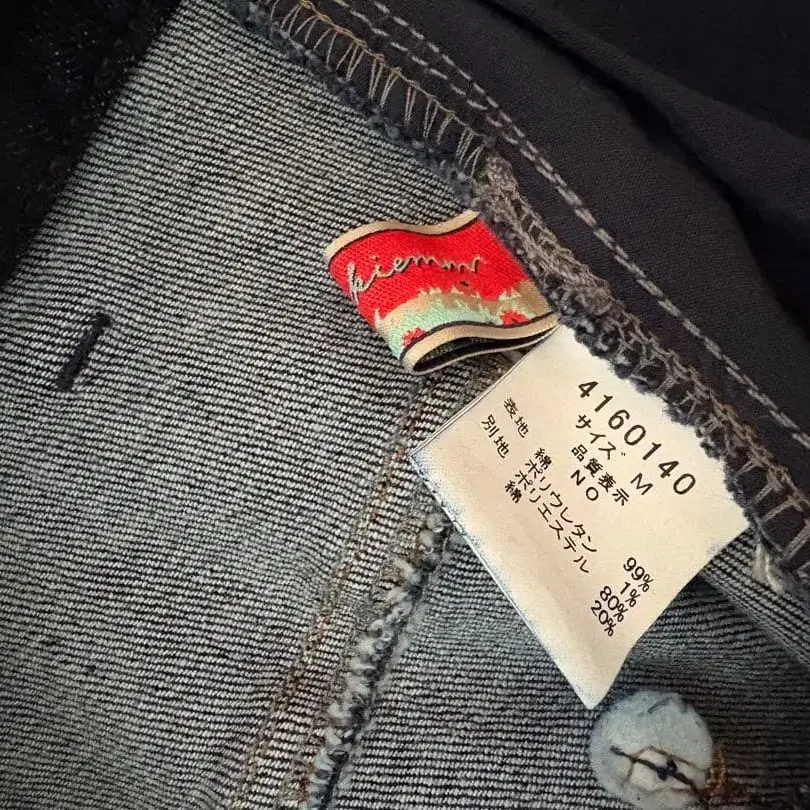 4160140
サイズ M
品質表示
NO
表地 綿 99%
ポリウレタン 1%
別地 ポリエステル 80%
綿 20%